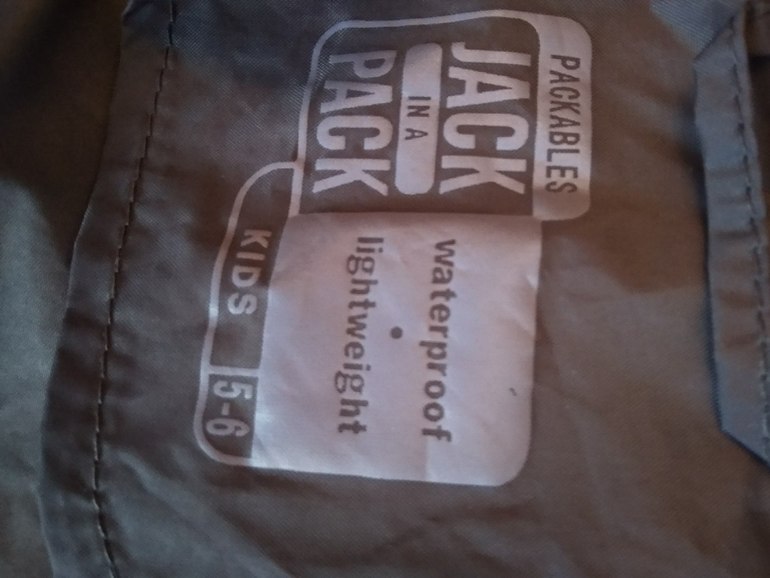 PACKABLES
JACK
IN A
PACK
waterproof
•
lightweight
KIDS 5-6